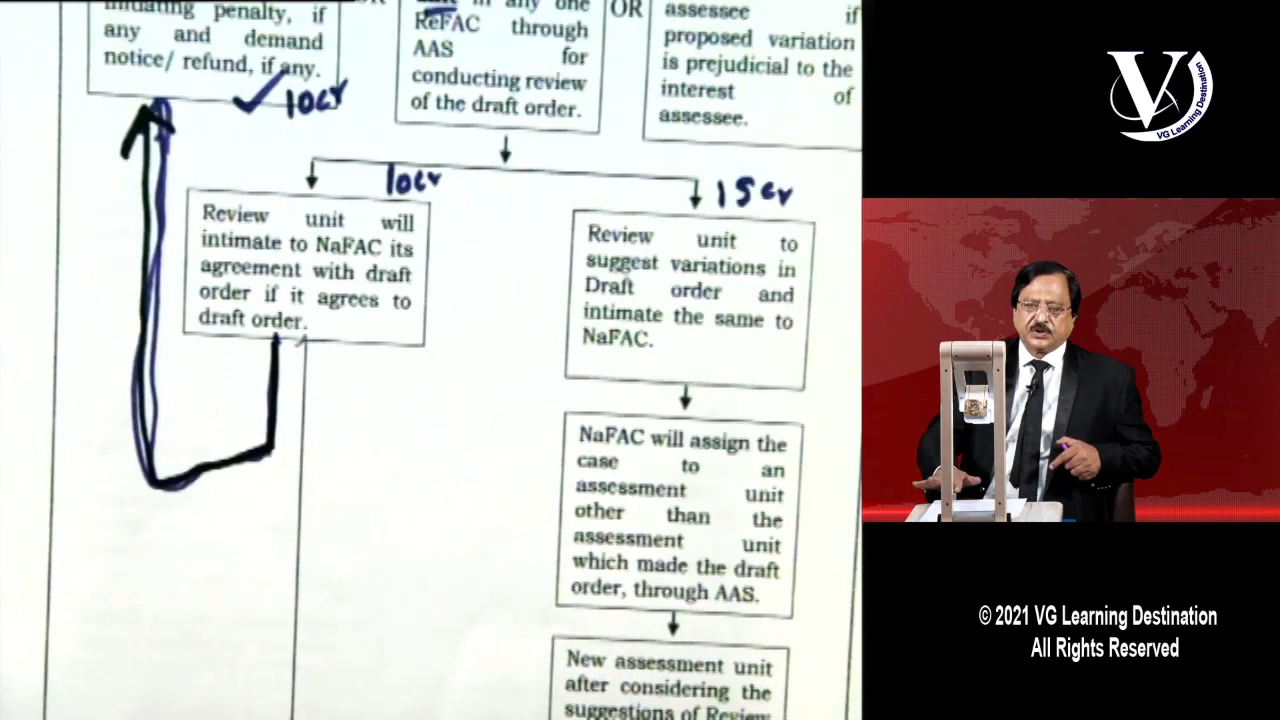 initiating penalty, if
any and demand
notice/ refund, if any.
10cr
OR
unit in any one
ReFAC through
AAS for
conducting review
of the draft order.
OR
assessee if
proposed variation
is prejudicial to the
interest of
assessee.
10cr
15cr
Review unit will
intimate to NaFAC its
agreement with draft
order if it agrees to
draft order.
Review unit to
suggest variations in
Draft order and
intimate the same to
NaFAC.
NaFAC will assign the
case to an
assessment unit
other than the
assessment unit
which made the draft
order, through AAS.
New assessment unit
after considering the
suggestions of Review
V
VG Learning Destination
© 2021 VG Learning Destination
All Rights Reserved